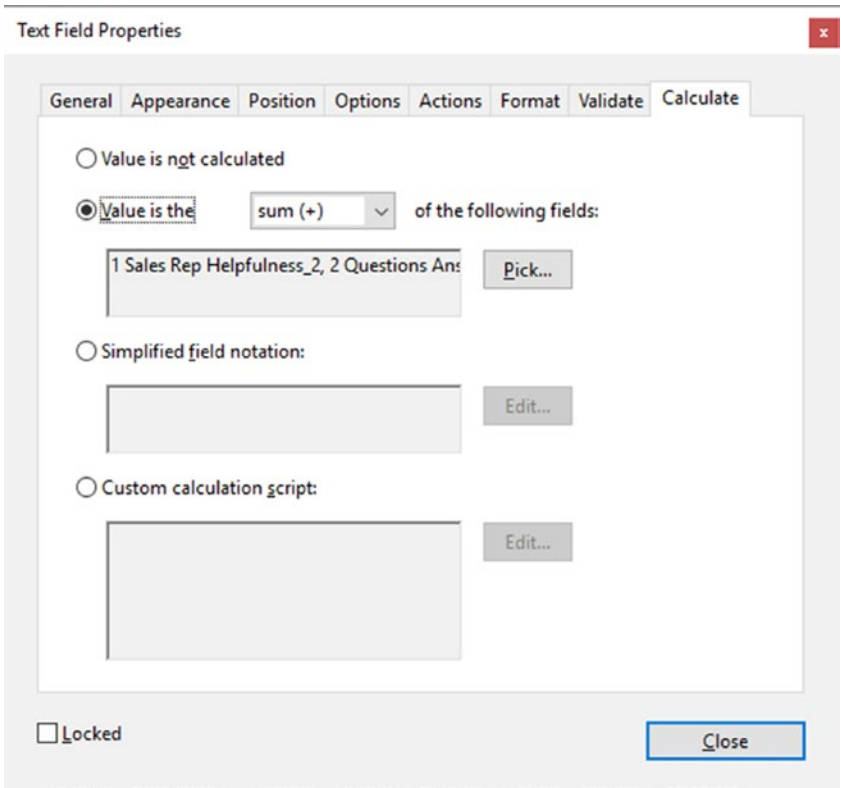 Text Field Properties
x
General Appearance Position Options Actions Format Validate Calculate
Value is not calculated
Value is the sum (+) of the following fields:
1 Sales Rep Helpfulness_2, 2 Questions Ans
Pick...
Simplified field notation:
Edit...
Custom calculation script:
Edit...
Locked
Close